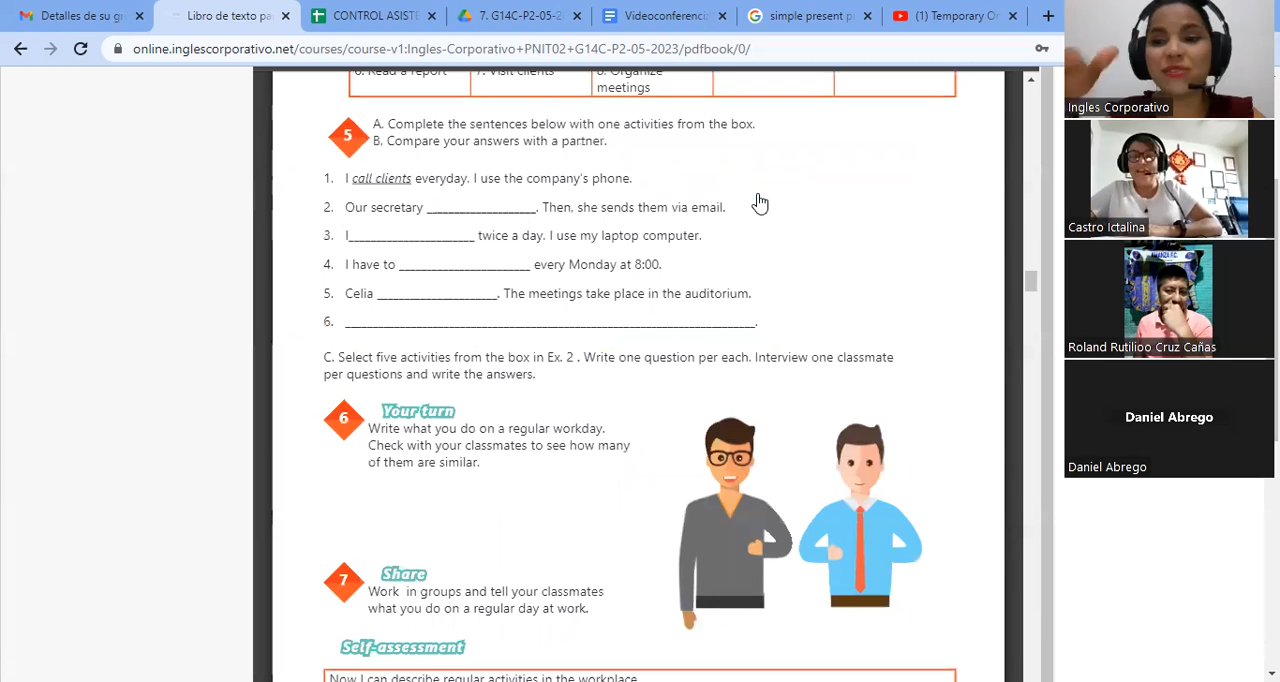 Detalles de su gr
Libro de texto pa
CONTROL ASIST
7. G14C-P2-05-2
Videoconferenci
simple present p
(1) Temporary O
online.inglescorporativo.net/courses/course-v1:Ingles-Corporativo+PNIT02+G14C-P2-05-2023/pdfbook/0/
6. Read a report
7. Visit clients
8. Organize
meetings
5
A. Complete the sentences below with one activities from the box.
B. Compare your answers with a partner.
1. I call clients everyday. I use the company's phone.
2. Our secretary ___________________. Then, she sends them via email.
3. I______________________ twice a day. I use my laptop computer.
4. I have to _______________________ every Monday at 8:00.
5. Celia _____________________. The meetings take place in the auditorium.
6. ________________________________________________________________________.
C. Select five activities from the box in Ex. 2 . Write one question per each. Interview one classmate
per questions and write the answers.
6
Your turn
Write what you do on a regular workday.
Check with your classmates to see how many
of them are similar.
7
Share
Work in groups and tell your classmates
what you do on a regular day at work.
Self-assessment
Now I can describe regular activities in the workplace
Ingles Corporativo
Castro Ictalina
Roland Rutilioo Cruz Cañas
Daniel Abrego
Daniel Abrego